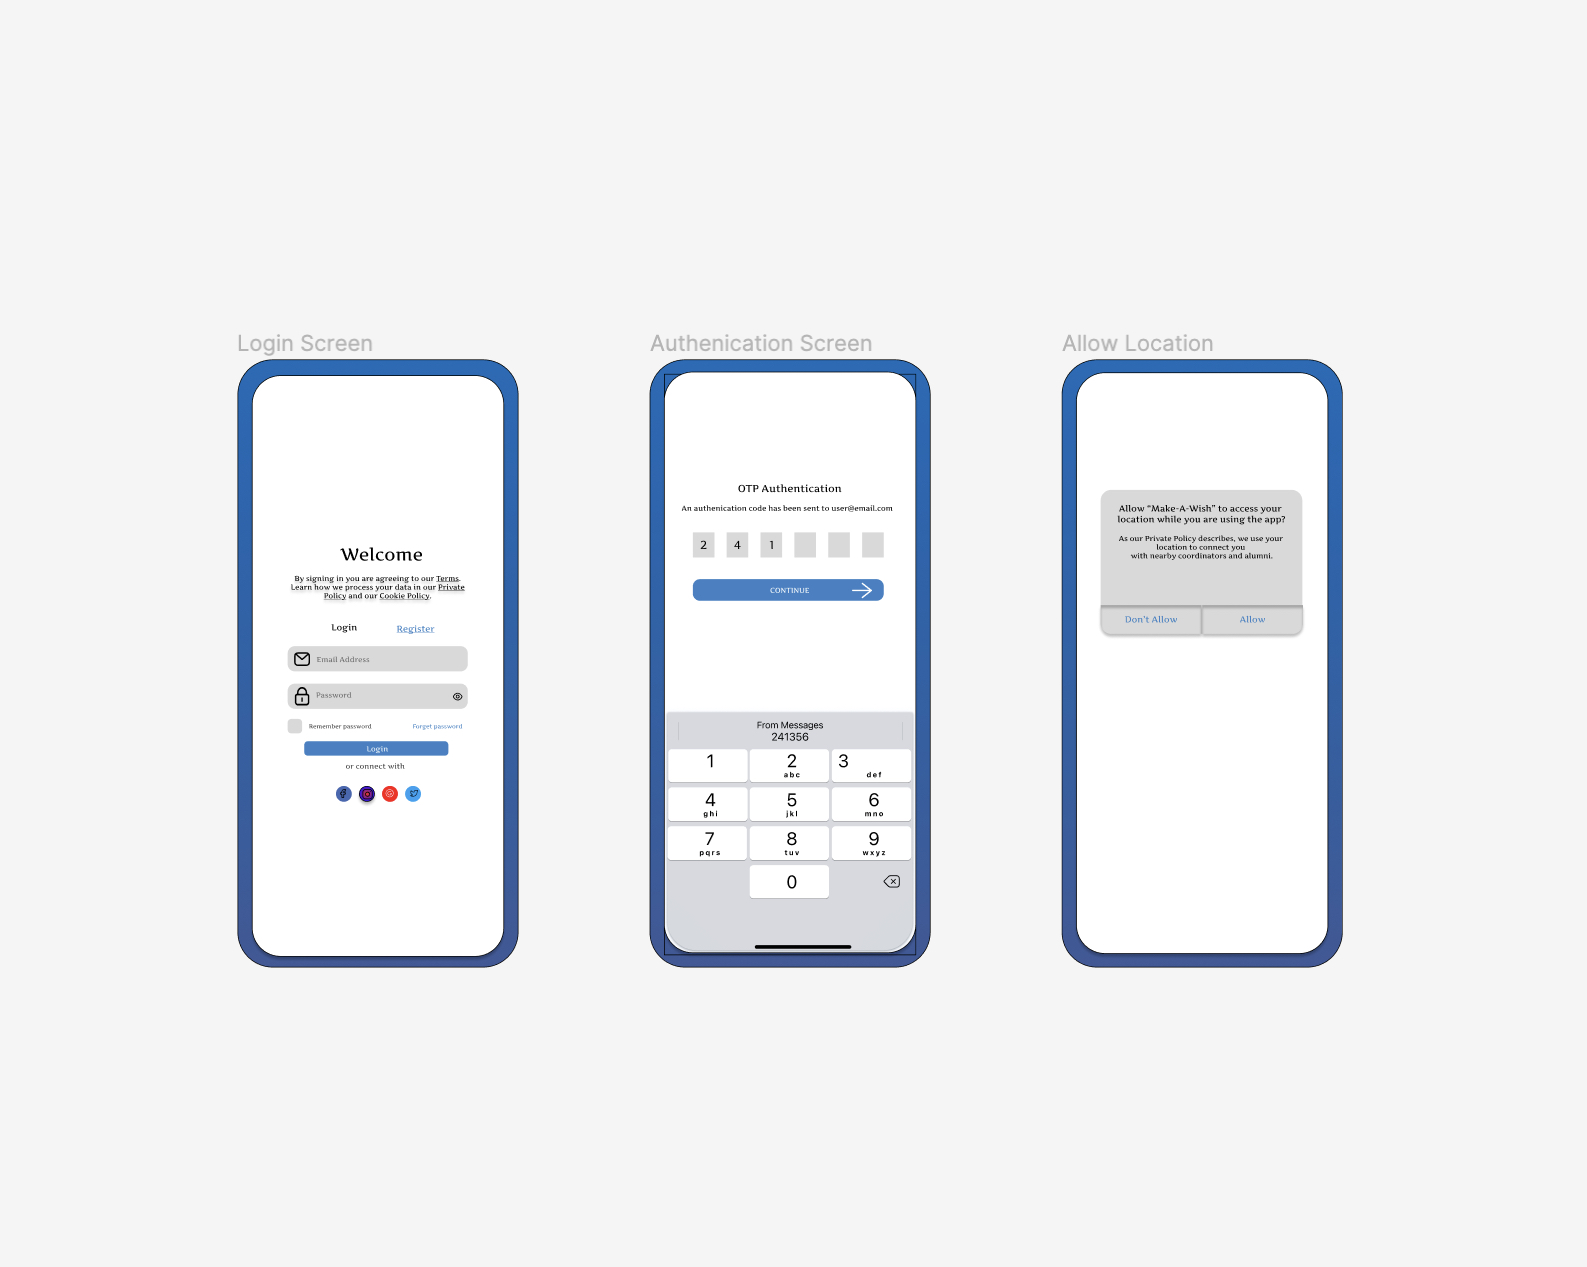 Login Screen
Welcome
By signing in you are agreeing to our Terms.
Learn how we process your data in our Private
Policy and our Cookie Policy.
Login Register
Email Address
Password
Remember password Forget password
Login
or connect with
Authenication Screen
OTP Authentication
An authenication code has been sent to user@email.com
2 4 1
CONTINUE
From Messages
241356
1 2 3
abc def
4 5 6
ghi jkl mno
7 8 9
pqrs tuv wxyz
0
Allow Location
Allow “Make-A-Wish” to access your
location while you are using the app?
As our Private Policy describes, we use your
location to connect you
with nearby coordinators and alumni.
Don't Allow Allow